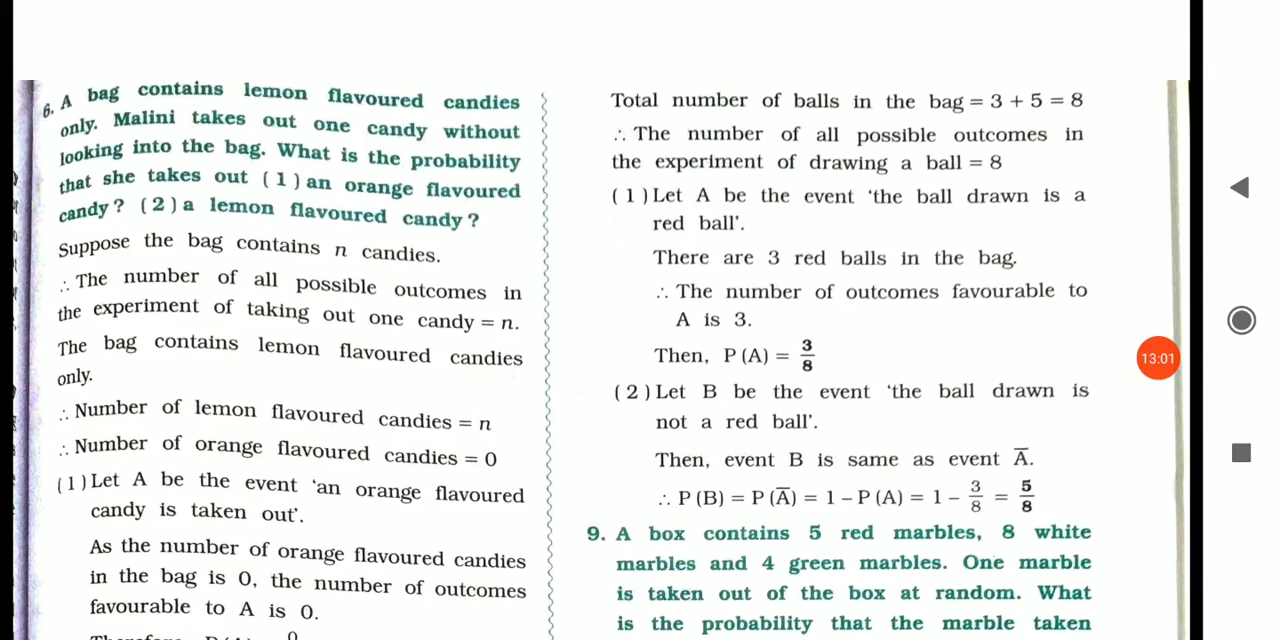 6. A bag contains lemon flavoured candies
only. Malini takes out one candy without
looking into the bag. What is the probability
that she takes out (1) an orange flavoured
candy? (2) a lemon flavoured candy?
Suppose the bag contains n candies.
∴ The number of all possible outcomes in
the experiment of taking out one candy = n.
The bag contains lemon flavoured candies
only.
∴ Number of lemon flavoured candies = n
∴ Number of orange flavoured candies = 0
(1) Let A be the event 'an orange flavoured
candy is taken out'.
As the number of orange flavoured candies
in the bag is 0, the number of outcomes
favourable to A is 0.
Total number of balls in the bag = 3 + 5 = 8
∴ The number of all possible outcomes in
the experiment of drawing a ball = 8
(1) Let A be the event 'the ball drawn is a
red ball'.
There are 3 red balls in the bag.
∴ The number of outcomes favourable to
A is 3.
Then, P(A) = 3/8
(2) Let B be the event 'the ball drawn is
not a red ball'.
Then, event B is same as event A̅.
∴ P(B) = P(A̅) = 1 – P(A) = 1 – 3/8 = 5/8
9. A box contains 5 red marbles, 8 white
marbles and 4 green marbles. One marble
is taken out of the box at random. What
is the probability that the marble taken
13:01